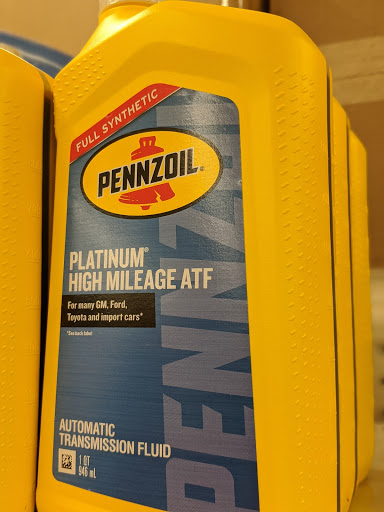 FULL SYNTHETIC
PENNZOIL®
PLATINUM®
HIGH MILEAGE ATF
For many GM, Ford,
Toyota and import cars*
*See back label
PENNZOIL
AUTOMATIC
TRANSMISSION FLUID
1 QT
946 mL